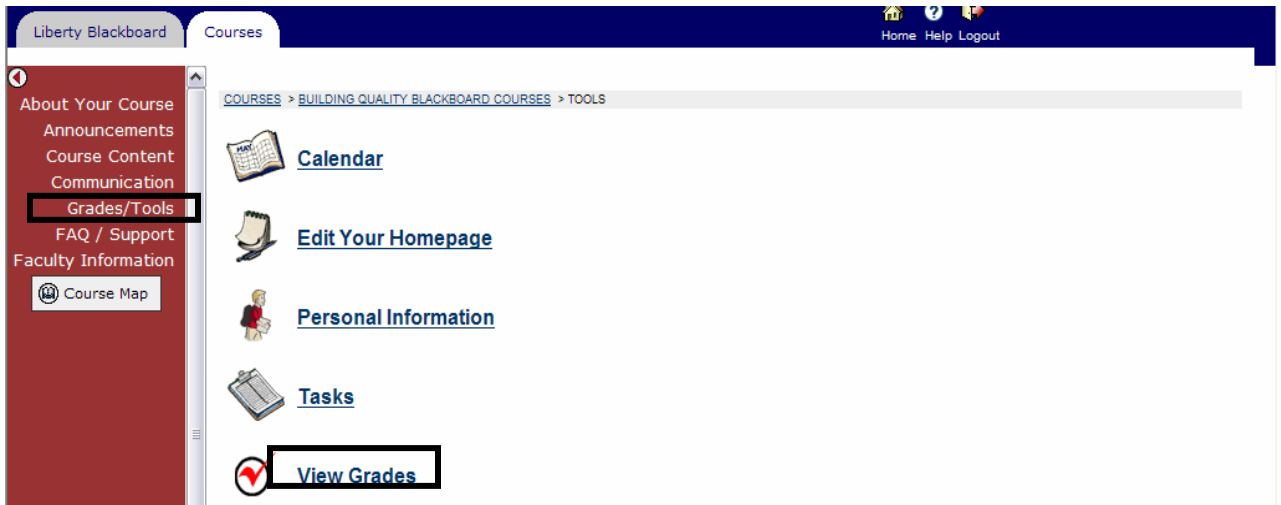 Liberty Blackboard
Courses
Home Help Logout
About Your Course
Announcements
Course Content
Communication
Grades/Tools
FAQ / Support
Faculty Information
Course Map
COURSES > BUILDING QUALITY BLACKBOARD COURSES > TOOLS
MAY
Calendar
Edit Your Homepage
Personal Information
Tasks
View Grades